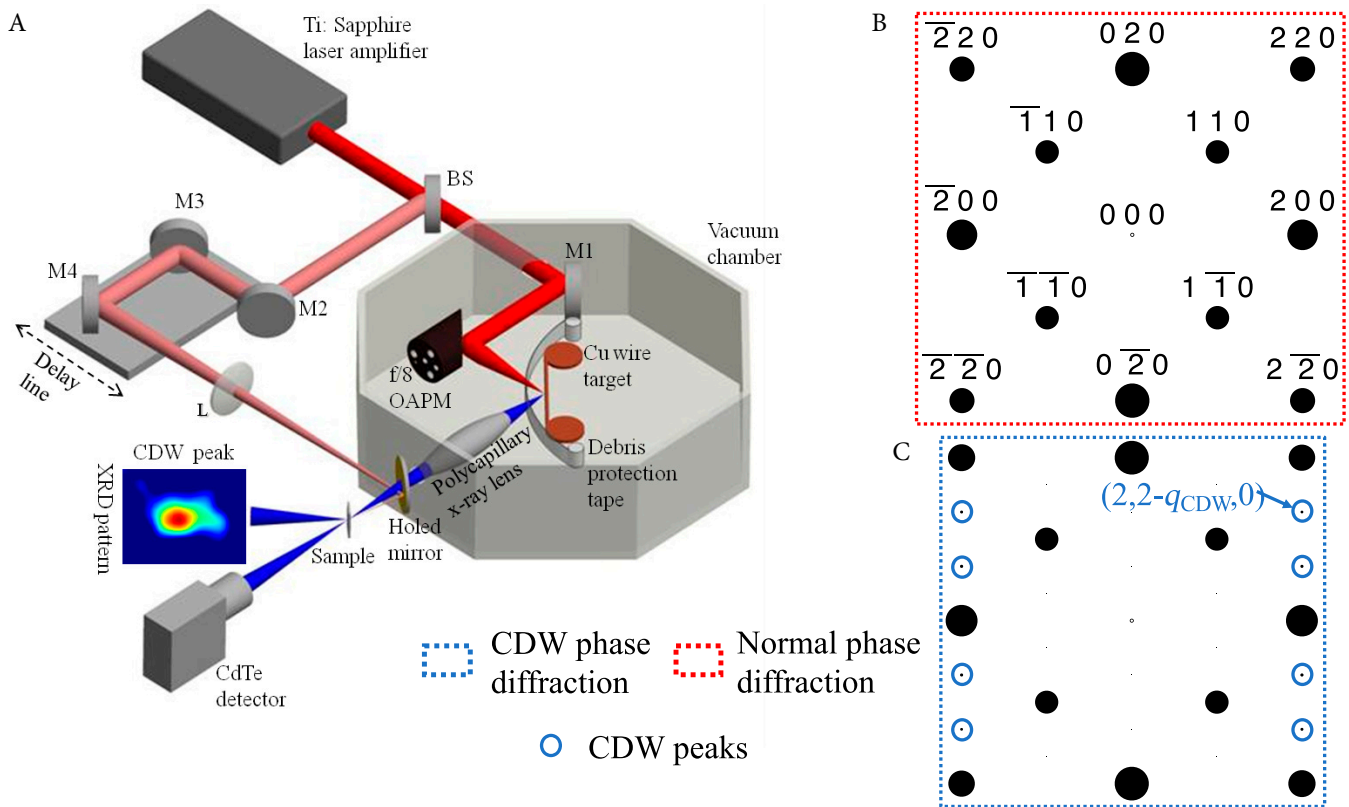 A
Ti: Sapphire
laser amplifier
BS
M3
M4
M2
M1
Vacuum
chamber
Delay
line
L
f/8
OAPM
Cu wire
target
Polycapillary
x-ray lens
Debris
protection
tape
CDW peak
XRD pattern
Holed
mirror
Sample
CdTe
detector
CDW phase
diffraction
Normal phase
diffraction
CDW peaks
B
2̅ 2 0
0 2 0
2 2 0
1̅ 1 0
1 1 0
2̅ 0 0
0 0 0
2 0 0
1̅ 1̅ 0
1 1̅ 0
2̅ 2̅ 0
0 2̅ 0
2 2̅ 0
C
(2,2-qCDW,0)